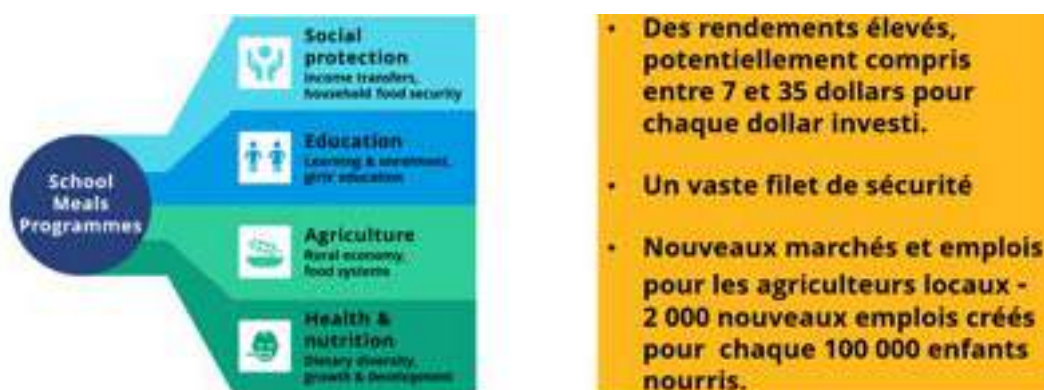 School
Meals
Programmes
Social
protection
Income transfers,
household food security
Education
Learning & enrolment,
girls' education
Agriculture
Rural economy,
food systems
Health &
nutrition
Dietary diversity,
growth & development
• Des rendements élevés,
potentiellement compris
entre 7 et 35 dollars pour
chaque dollar investi.
• Un vaste filet de sécurité
• Nouveaux marchés et emplois
pour les agriculteurs locaux -
2 000 nouveaux emplois créés
pour chaque 100 000 enfants
nourris.